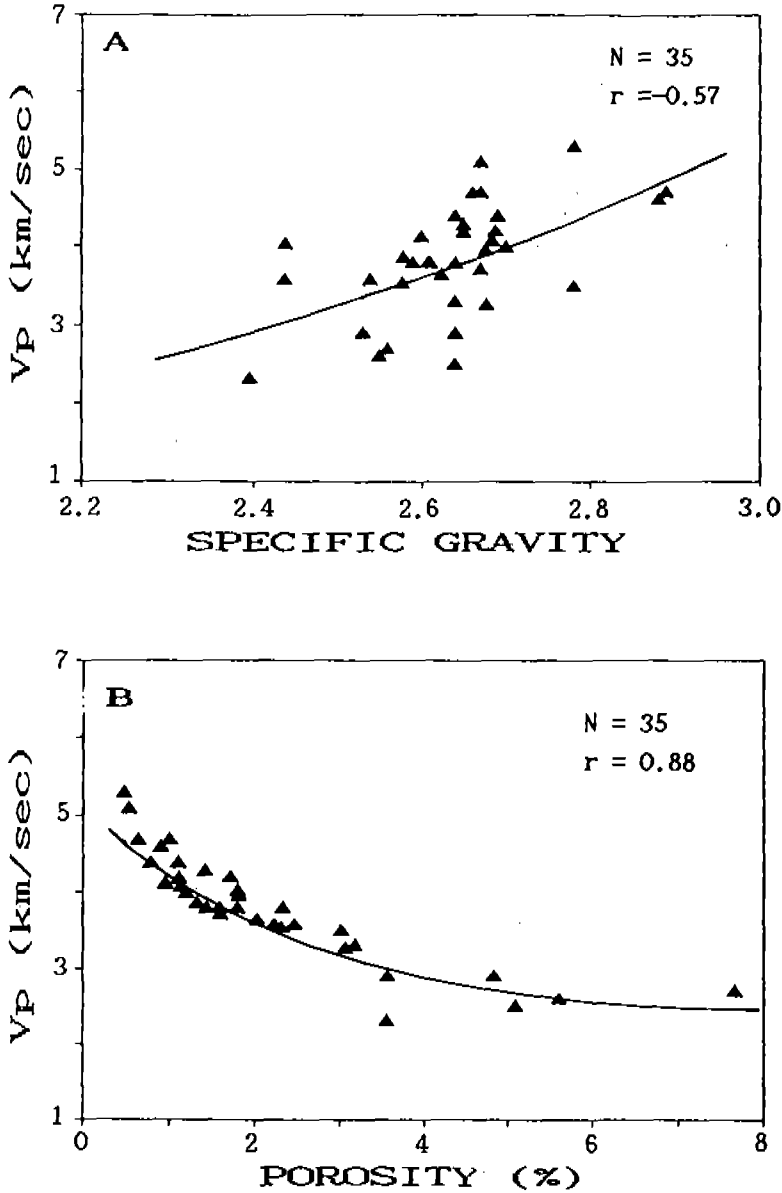 7
A
N = 35
r =-0.57
5
Vp (km/sec)
3
1
2.2 2.4 2.6 2.8 3.0
SPECIFIC GRAVITY
7
B
N = 35
r = 0.88
5
Vp (km/sec)
3
1
0 2 4 6 8
POROSITY (%)